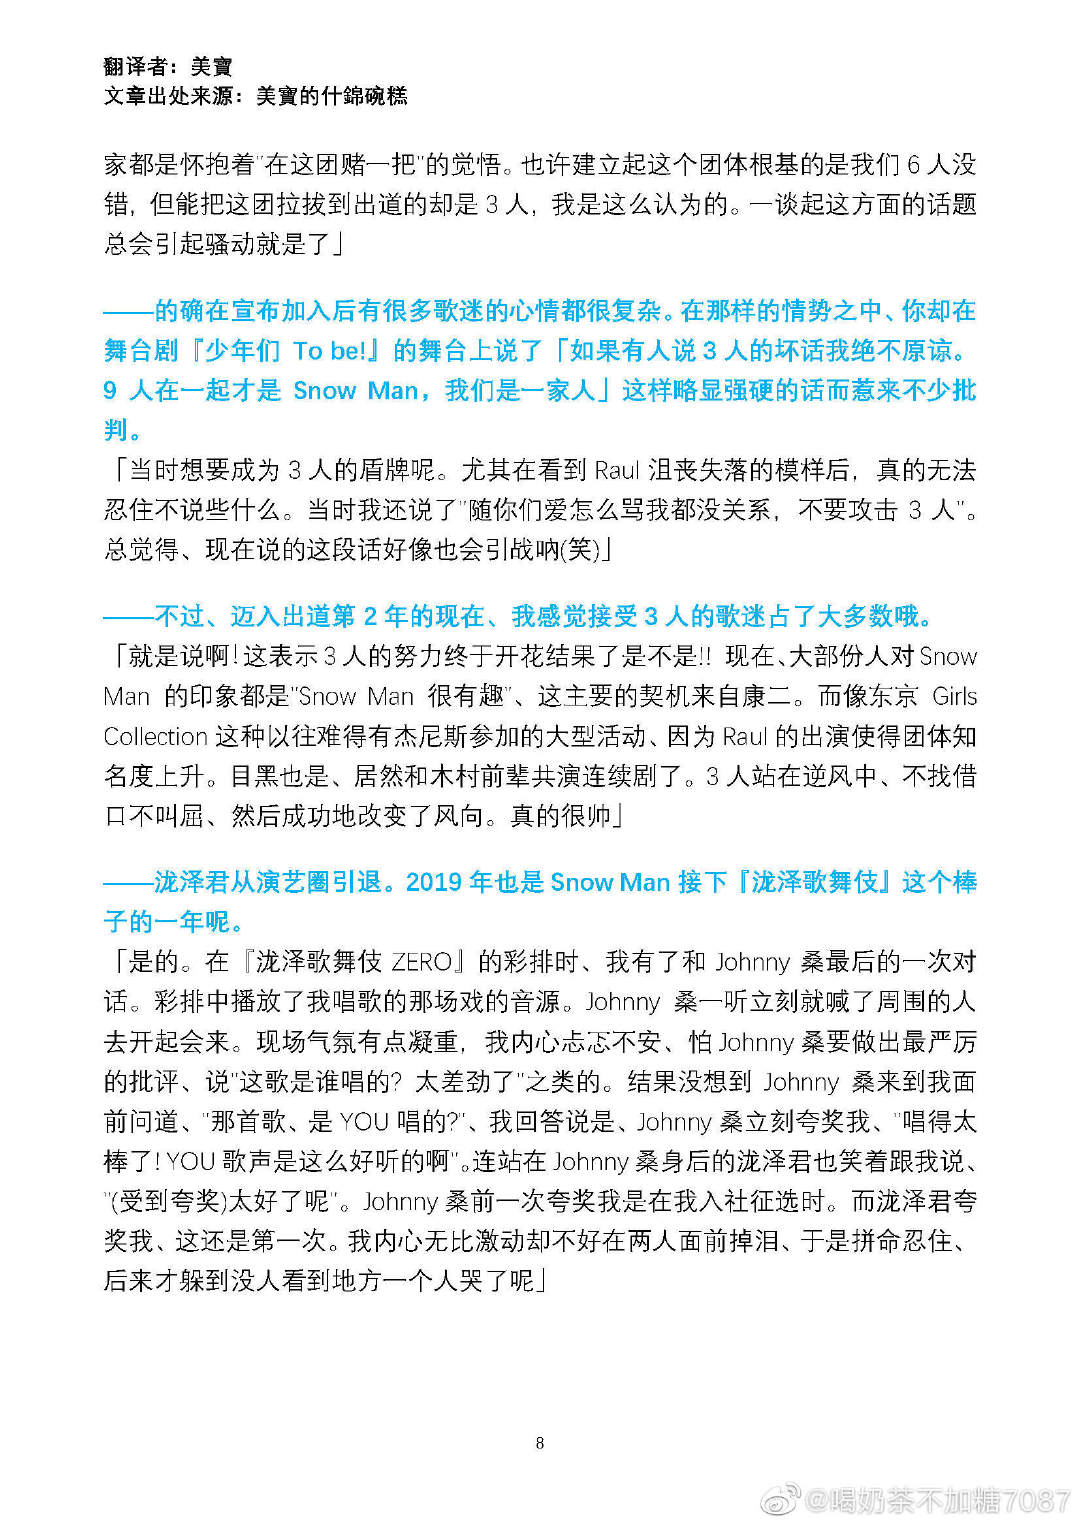 翻译者：美寶
文章出处来源：美寶的什錦碗糕
家都是怀抱着"在这团赌一把"的觉悟。也许建立起这个团体根基的是我们 6 人没
错，但能把这团拉拔到出道的却是 3 人，我是这么认为的。一谈起这方面的话题
总会引起骚动就是了」
——的确在宣布加入后有很多歌迷的心情都很复杂。在那样的情势之中、你却在
舞台剧『少年们 To be!』的舞台上说了「如果有人说 3 人的坏话我绝不原谅。
9 人在一起才是 Snow Man，我们是一家人」这样略显强硬的话而惹来不少批
判。
「当时想要成为 3 人的盾牌呢。尤其在看到 Raul 沮丧失落的模样后，真的无法
忍住不说些什么。当时我还说了"随你们爱怎么骂我都没关系，不要攻击 3 人"。
总觉得、现在说的这段话好像也会引战呐(笑)」
——不过、迈入出道第 2 年的现在、我感觉接受 3 人的歌迷占了大多数哦。
「就是说啊! 这表示 3 人的努力终于开花结果了是不是!! 现在、大部份人对 Snow
Man 的印象都是"Snow Man 很有趣"、这主要的契机来自康二。而像东京 Girls
Collection 这种以往难得有杰尼斯参加的大型活动、因为 Raul 的出演使得团体知
名度上升。目黑也是、居然和木村前辈共演连续剧了。3 人站在逆风中、不找借
口不叫屈、然后成功地改变了风向。真的很帅」
——泷泽君从演艺圈引退。2019 年也是 Snow Man 接下『泷泽歌舞伎』这个棒
子的一年呢。
「是的。在『泷泽歌舞伎 ZERO』的彩排时、我有了和 Johnny 桑最后的一次对
话。彩排中播放了我唱歌的那场戏的音源。Johnny 桑一听立刻就喊了周围的人
去开起会来。现场气氛有点凝重，我内心忐忑不安、怕 Johnny 桑要做出最严厉
的批评、说"这歌是谁唱的？太差劲了"之类的。结果没想到 Johnny 桑来到我面
前问道、"那首歌、是 YOU 唱的?"、我回答说是、Johnny 桑立刻夸奖我、"唱得太
棒了! YOU 歌声是这么好听的啊"。连站在 Johnny 桑身后的泷泽君也笑着跟我说、
"(受到夸奖)太好了呢"。Johnny 桑前一次夸奖我是在我入社征选时。而泷泽君夸
奖我、这还是第一次。我内心无比激动却不好在两人面前掉泪、于是拼命忍住、
后来才躲到没人看到地方一个人哭了呢」
8
@喝奶茶不加糖7087